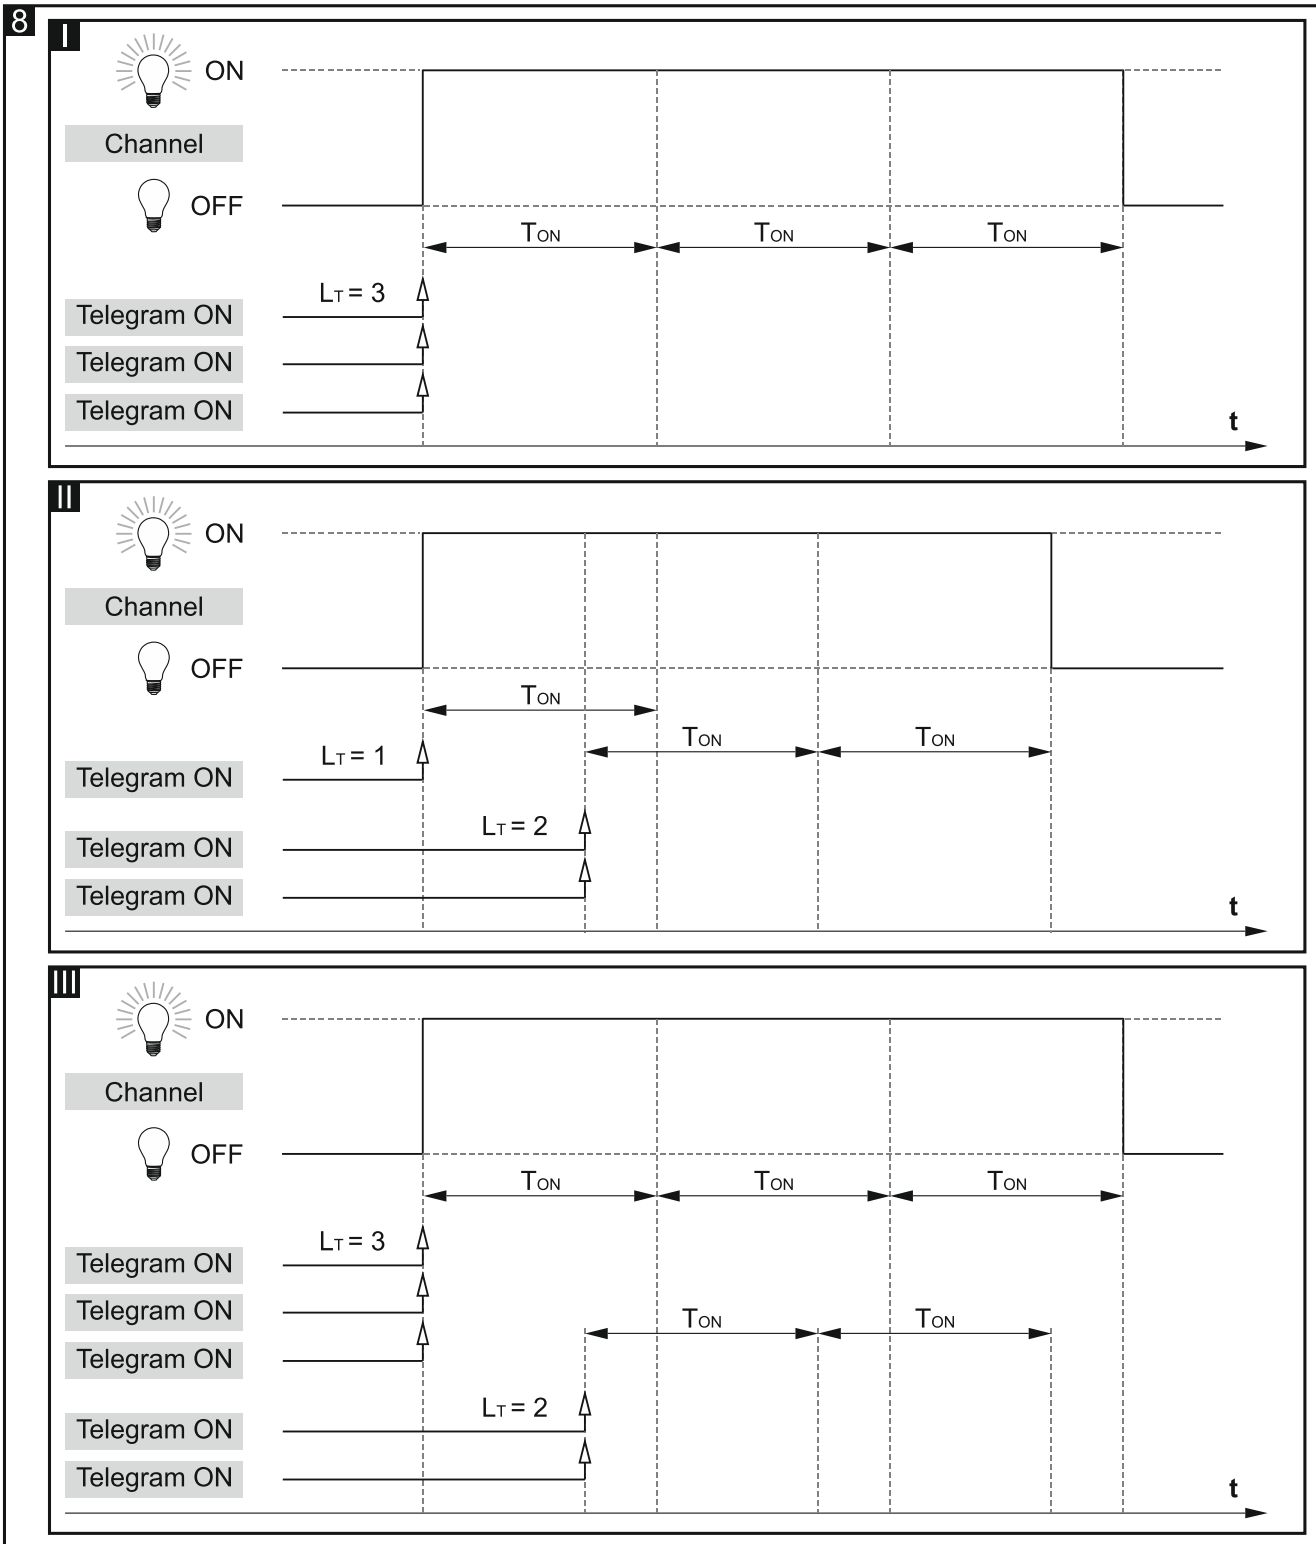 8
I
ON
Channel
OFF
TON TON TON
LT = 3
Telegram ON
Telegram ON
Telegram ON
t
II
ON
Channel
OFF
TON
TON TON
LT = 1
Telegram ON
LT = 2
Telegram ON
Telegram ON
t
III
ON
Channel
OFF
TON TON TON
LT = 3
Telegram ON
Telegram ON
TON TON
Telegram ON
LT = 2
Telegram ON
Telegram ON
t